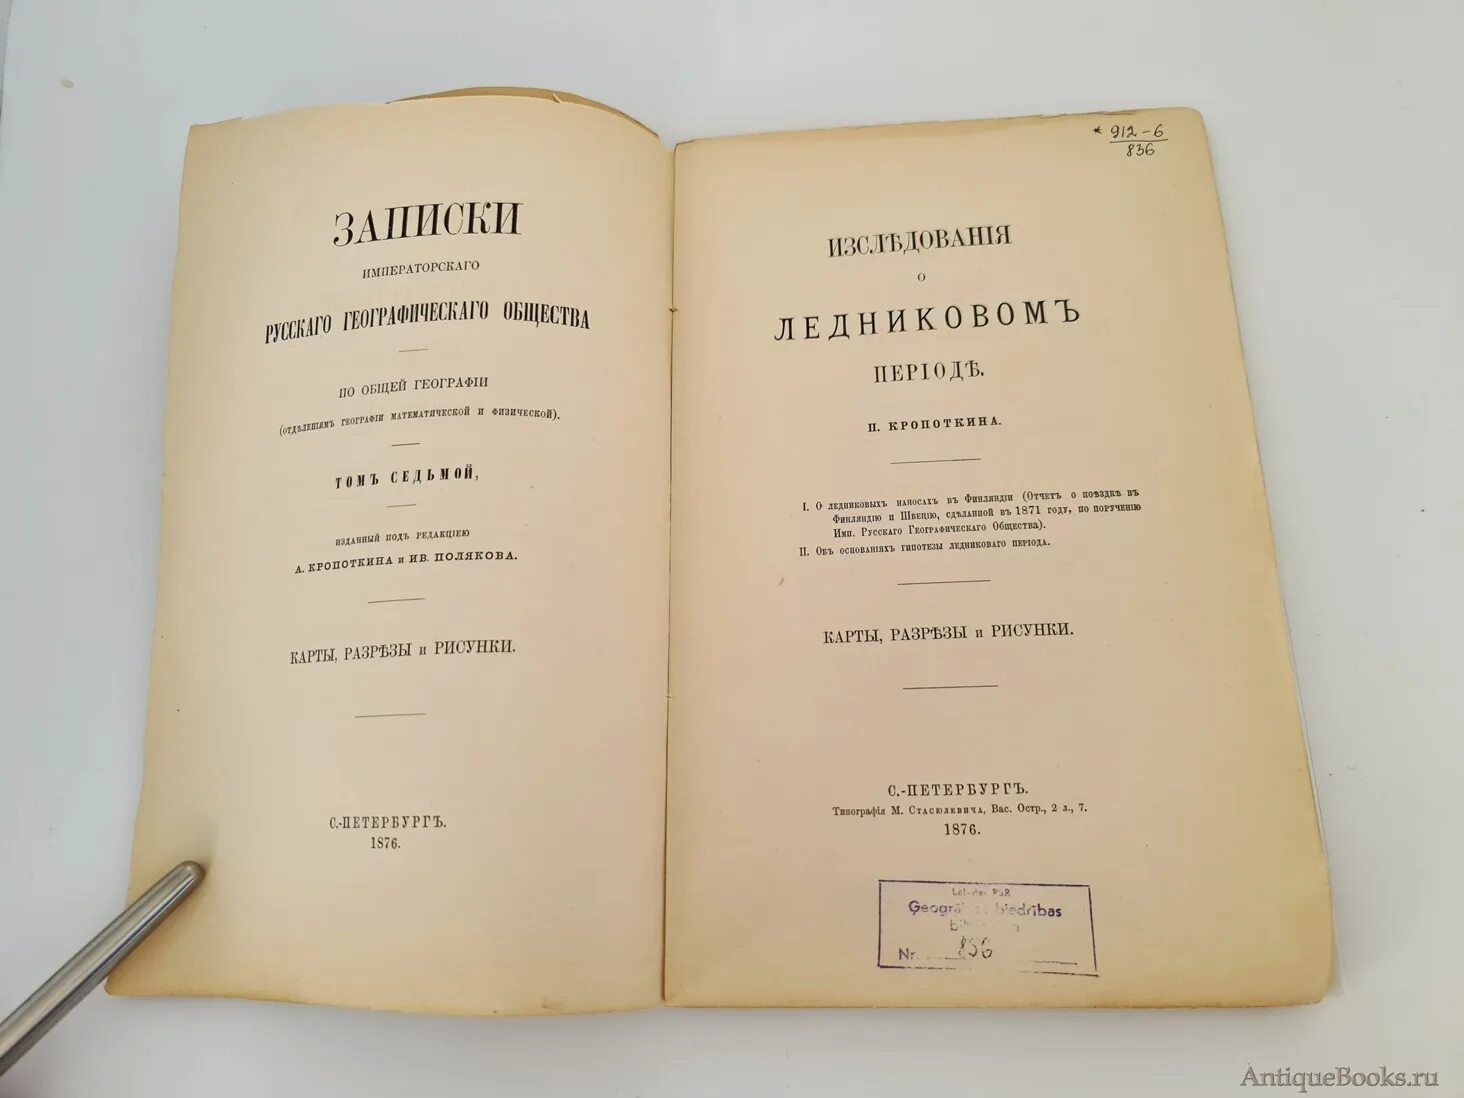 ЗАПИСКИ
ИМПЕРАТОРСКАГО
РУССКАГО ГЕОГРАФИЧЕСКАГО ОБЩЕСТВА
ПО ОБЩЕЙ ГЕОГРАФІИ
(ОТДѢЛЕНІЯМЪ ГЕОГРАФІИ МАТЕМАТИЧЕСКОЙ И ФИЗИЧЕСКОЙ).
ТОМЪ СЕДЬМОЙ,
ИЗДАННЫЙ ПОДЪ РЕДАКЦІЕЮ
А. КРОПОТКИНА И ИВ. ПОЛЯКОВА.
КАРТЫ, РАЗРѢЗЫ И РИСУНКИ.
С.-ПЕТЕРБУРГЪ.
1876.
* 912-6
836
ИЗСЛѢДОВАНІЯ
О
ЛЕДНИКОВОМЪ
ПЕРІОДѢ.
П. КРОПОТКИНА.
I. О ЛЕДНИКОВЫХЪ НАНОСАХЪ ВЪ ФИНЛЯНДІИ (ОТЧЕТЪ О ПОѢЗДКѢ ВЪ
ФИНЛЯНДІЮ И ШВЕЦІЮ, СДѢЛАННОЙ ВЪ 1871 ГОДУ, ПО ПОРУЧЕНІЮ
ИМП. РУССКАГО ГЕОГРАФИЧЕСКАГО ОБЩЕСТВА).
II. ОБЪ ОСНОВАНІЯХЪ ГИПОТЕЗЫ ЛЕДНИКОВАГО ПЕРІОДА.
КАРТЫ, РАЗРѢЗЫ И РИСУНКИ.
С.-ПЕТЕРБУРГЪ.
Типографія М. Стасюлевича, Вас. Остр., 2 л., 7.
1876.
PSR
biedrības
Nr. 836
AntiqueBooks.ru